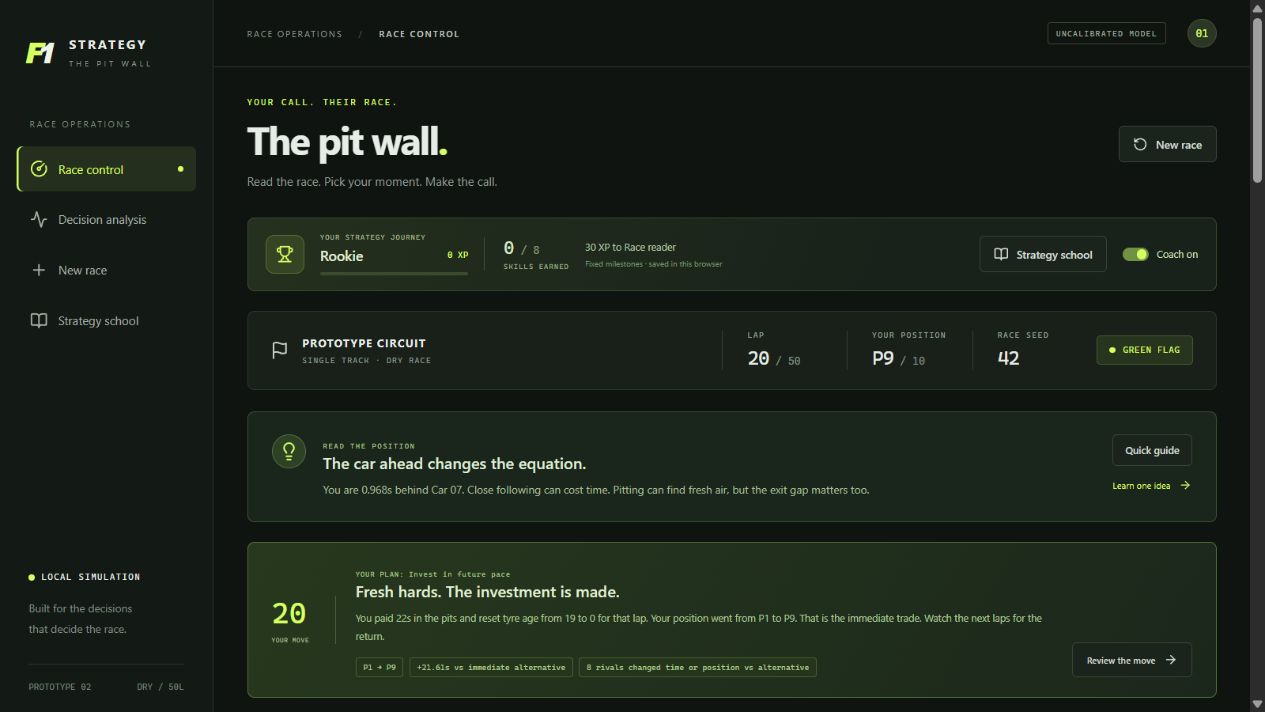 F1 STRATEGY
THE PIT WALL
RACE OPERATIONS
Race control
Decision analysis
New race
Strategy school
LOCAL SIMULATION
Built for the decisions
that decide the race.
PROTOTYPE 02 DRY / 50L
RACE OPERATIONS / RACE CONTROL
UNCALIBRATED MODEL 01
YOUR CALL. THEIR RACE.
The pit wall.
Read the race. Pick your moment. Make the call.
New race
YOUR STRATEGY JOURNEY
Rookie 0 XP
0 / 8
SKILLS EARNED
30 XP to Race reader
Fixed milestones · saved in this browser
Strategy school
Coach on
PROTOTYPE CIRCUIT
SINGLE TRACK · DRY RACE
LAP
20 / 50
YOUR POSITION
P9 / 10
RACE SEED
42
GREEN FLAG
READ THE POSITION
The car ahead changes the equation.
You are 0.968s behind Car 07. Close following can cost time. Pitting can find fresh air, but the exit gap matters too.
Quick guide
Learn one idea →
20
YOUR MOVE
YOUR PLAN: Invest in future pace
Fresh hards. The investment is made.
You paid 22s in the pits and reset tyre age from 19 to 0 for that lap. Your position went from P1 to P9. That is the immediate trade. Watch the next laps for the
return.
P1 → P9
+21.61s vs immediate alternative
8 rivals changed time or position vs alternative
Review the move →